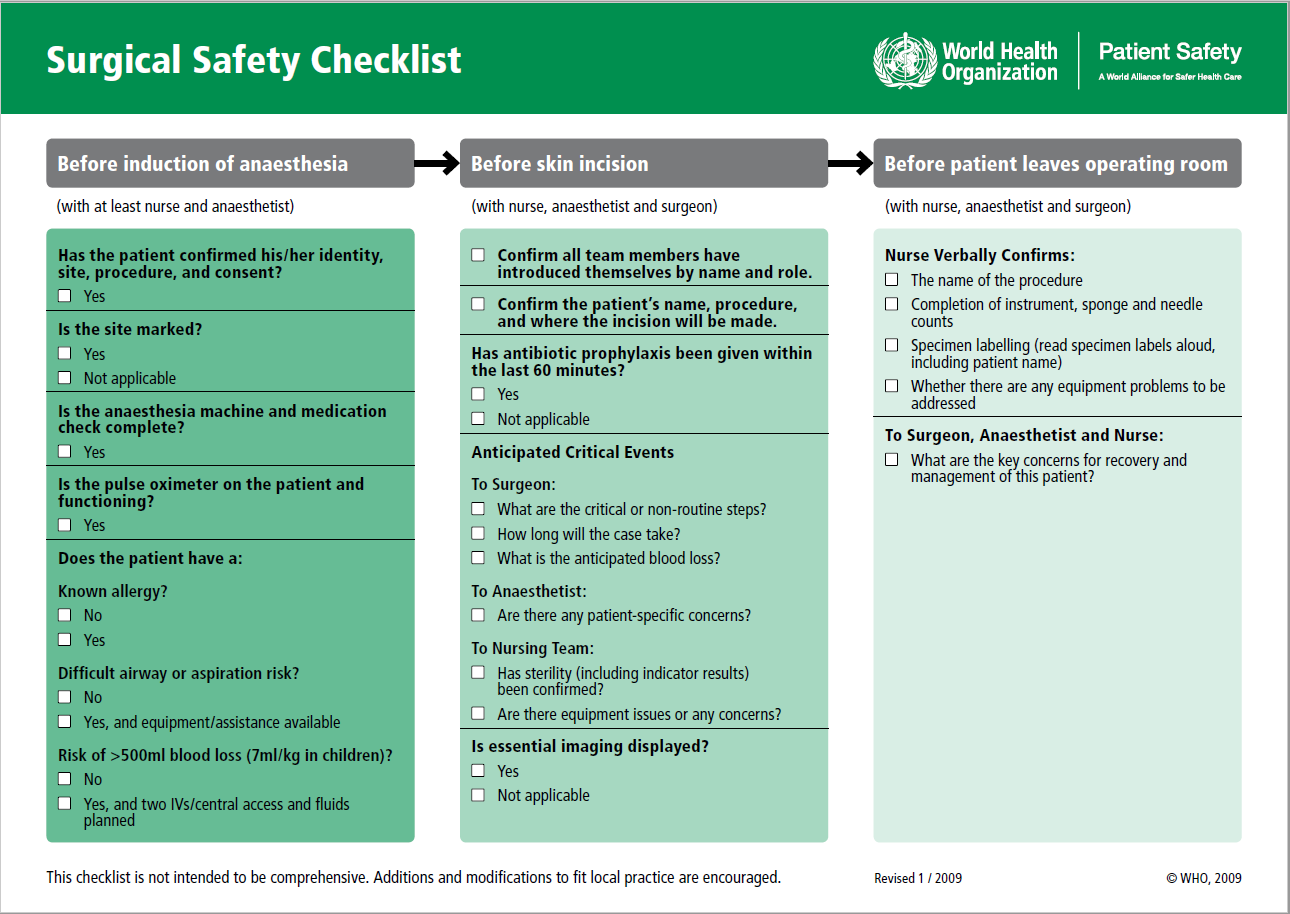 Surgical Safety Checklist
World Health
Organization
Patient Safety
A World Alliance for Safer Health Care
Before induction of anaesthesia
(with at least nurse and anaesthetist)
Has the patient confirmed his/her identity,
site, procedure, and consent?
Yes
Is the site marked?
Yes
Not applicable
Is the anaesthesia machine and medication
check complete?
Yes
Is the pulse oximeter on the patient and
functioning?
Yes
Does the patient have a:
Known allergy?
No
Yes
Difficult airway or aspiration risk?
No
Yes, and equipment/assistance available
Risk of >500ml blood loss (7ml/kg in children)?
No
Yes, and two IVs/central access and fluids
planned
Before skin incision
(with nurse, anaesthetist and surgeon)
Confirm all team members have
introduced themselves by name and role.
Confirm the patient's name, procedure,
and where the incision will be made.
Has antibiotic prophylaxis been given within
the last 60 minutes?
Yes
Not applicable
Anticipated Critical Events
To Surgeon:
What are the critical or non-routine steps?
How long will the case take?
What is the anticipated blood loss?
To Anaesthetist:
Are there any patient-specific concerns?
To Nursing Team:
Has sterility (including indicator results)
been confirmed?
Are there equipment issues or any concerns?
Is essential imaging displayed?
Yes
Not applicable
Before patient leaves operating room
(with nurse, anaesthetist and surgeon)
Nurse Verbally Confirms:
The name of the procedure
Completion of instrument, sponge and needle
counts
Specimen labelling (read specimen labels aloud,
including patient name)
Whether there are any equipment problems to be
addressed
To Surgeon, Anaesthetist and Nurse:
What are the key concerns for recovery and
management of this patient?
This checklist is not intended to be comprehensive. Additions and modifications to fit local practice are encouraged.
Revised 1 / 2009
© WHO, 2009